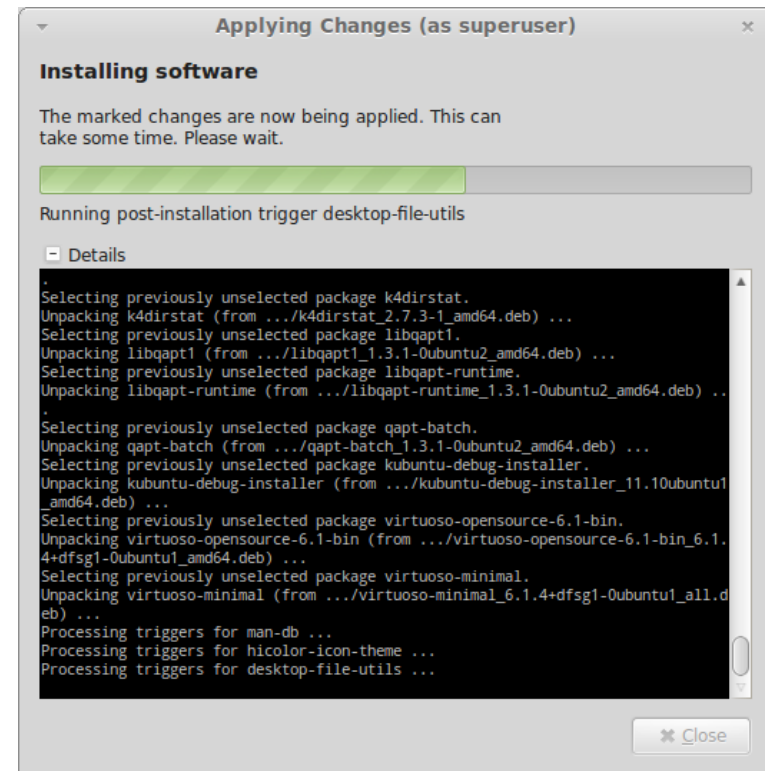 Applying Changes (as superuser)
Installing software
The marked changes are now being applied. This can
take some time. Please wait.
Running post-installation trigger desktop-file-utils
Details
.
Selecting previously unselected package k4dirstat.
Unpacking k4dirstat (from .../k4dirstat_2.7.3-1_amd64.deb) ...
Selecting previously unselected package libqapt1.
Unpacking libqapt1 (from .../libqapt1_1.3.1-0ubuntu2_amd64.deb) ...
Selecting previously unselected package libqapt-runtime.
Unpacking libqapt-runtime (from .../libqapt-runtime_1.3.1-0ubuntu2_amd64.deb) ..
.
Selecting previously unselected package qapt-batch.
Unpacking qapt-batch (from .../qapt-batch_1.3.1-0ubuntu2_amd64.deb) ...
Selecting previously unselected package kubuntu-debug-installer.
Unpacking kubuntu-debug-installer (from .../kubuntu-debug-installer_11.10ubuntu1
_amd64.deb) ...
Selecting previously unselected package virtuoso-opensource-6.1-bin.
Unpacking virtuoso-opensource-6.1-bin (from .../virtuoso-opensource-6.1-bin_6.1.
4+dfsg1-0ubuntu1_amd64.deb) ...
Selecting previously unselected package virtuoso-minimal.
Unpacking virtuoso-minimal (from .../virtuoso-minimal_6.1.4+dfsg1-0ubuntu1_all.d
eb) ...
Processing triggers for man-db ...
Processing triggers for hicolor-icon-theme ...
Processing triggers for desktop-file-utils ...
Close